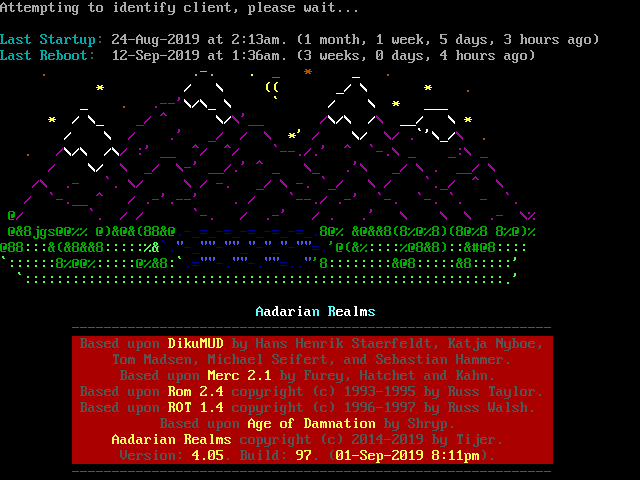 Attempting to identify client, please wait...
Last Startup: 24-Aug-2019 at 2:13am. (1 month, 1 week, 5 days, 3 hours ago)
Last Reboot: 12-Sep-2019 at 1:36am. (3 weeks, 0 days, 4 hours ago)
jgs
Aadarian Realms
Based upon DikuMUD by Hans Henrik Staerfeldt, Katja Nyboe,
Tom Madsen, Michael Seifert, and Sebastian Hammer.
Based upon Merc 2.1 by Furey, Hatchet and Kahn.
Based upon Rom 2.4 copyright (c) 1993-1995 by Russ Taylor.
Based upon ROT 1.4 copyright (c) 1996-1997 by Russ Walsh.
Based upon Age of Damnation by Shryp.
Aadarian Realms copyright (c) 2014-2019 by Tijer.
Version: 4.05. Build: 97. (01-Sep-2019 8:11pm).